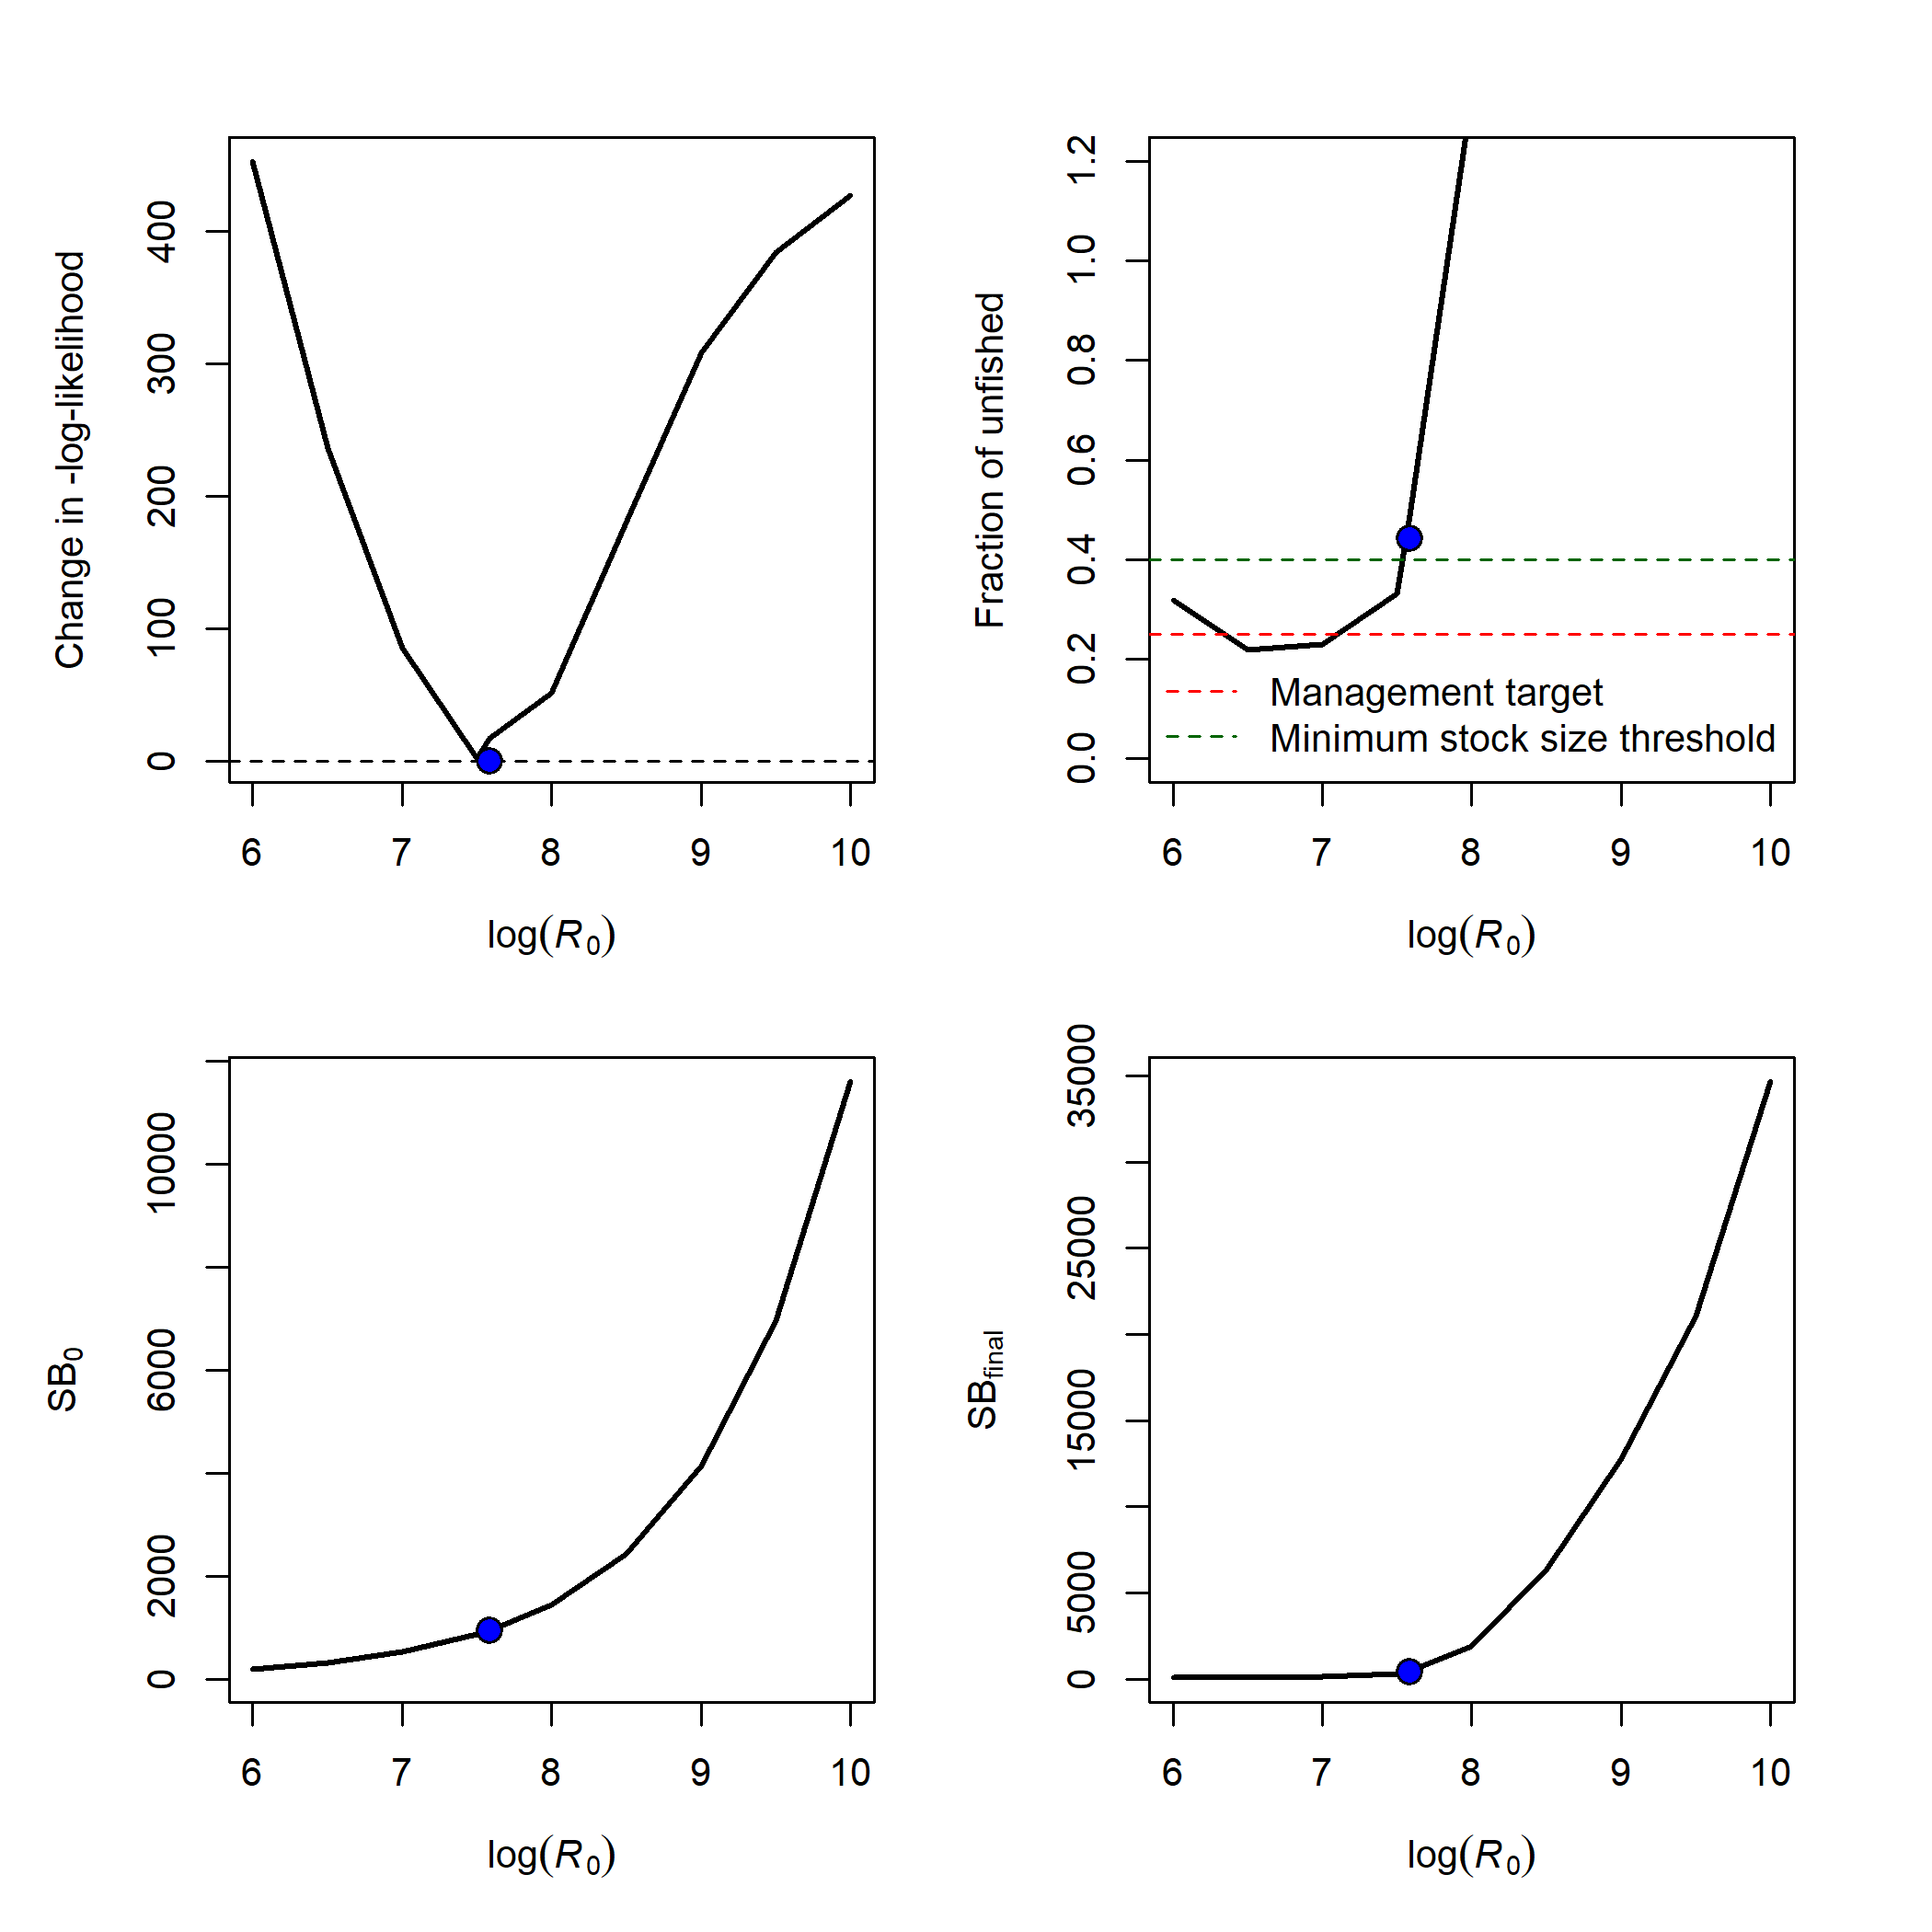 Change in -log-likelihood
0 100 200 300 400
6 7 8 9 10
log(R0)
Fraction of unfished
0.0 0.2 0.4 0.6 0.8 1.0 1.2
Management target
Minimum stock size threshold
6 7 8 9 10
log(R0)
SB0
0 2000 6000 10000
6 7 8 9 10
log(R0)
SBfinal
0 5000 15000 25000 35000
6 7 8 9 10
log(R0)